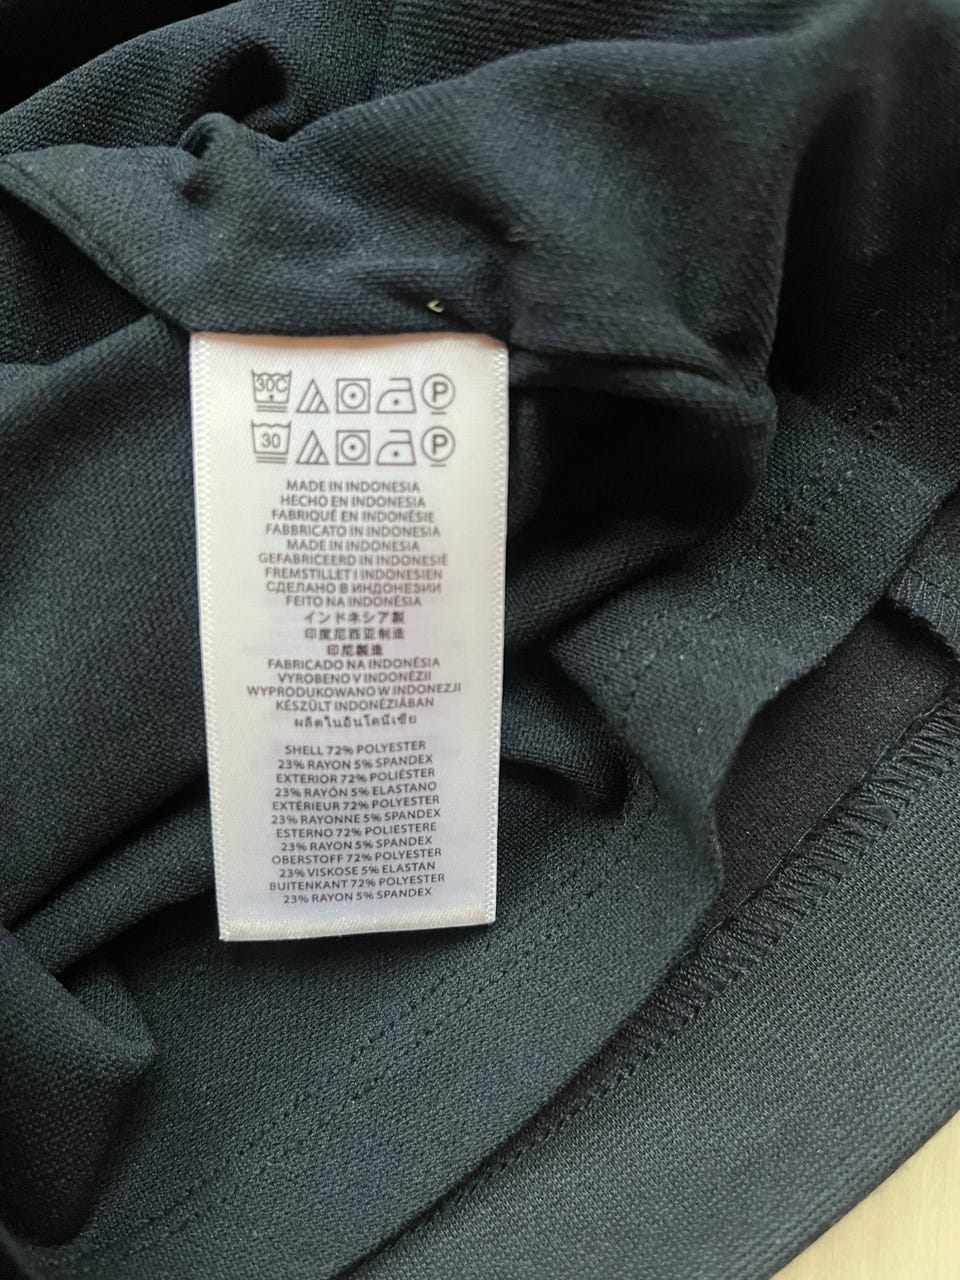 30C P
30 P
MADE IN INDONESIA
HECHO EN INDONESIA
FABRIQUÉ EN INDONÉSIE
FABBRICATO IN INDONESIA
MADE IN INDONESIA
GEFABRICEERD IN INDONESIË
FREMSTILLET I INDONESIEN
СДЕЛАНО В ИНДОНЕЗИИ
FEITO NA INDONÉSIA
インドネシア製
印度尼西亚制造
印尼製造
FABRICADO NA INDONÉSIA
VYROBENO V INDONÉZII
WYPRODUKOWANO W INDONEZJI
KÉSZÜLT INDONÉZIÁBAN
ผลิตในอินโดนีเซีย
SHELL 72% POLYESTER
23% RAYON 5% SPANDEX
EXTERIOR 72% POLIÉSTER
23% RAYÓN 5% ELASTANO
EXTÉRIEUR 72% POLYESTER
23% RAYONNE 5% SPANDEX
ESTERNO 72% POLIESTERE
23% RAYON 5% SPANDEX
OBERSTOFF 72% POLYESTER
23% VISKOSE 5% ELASTAN
BUITENKANT 72% POLYESTER
23% RAYON 5% SPANDEX